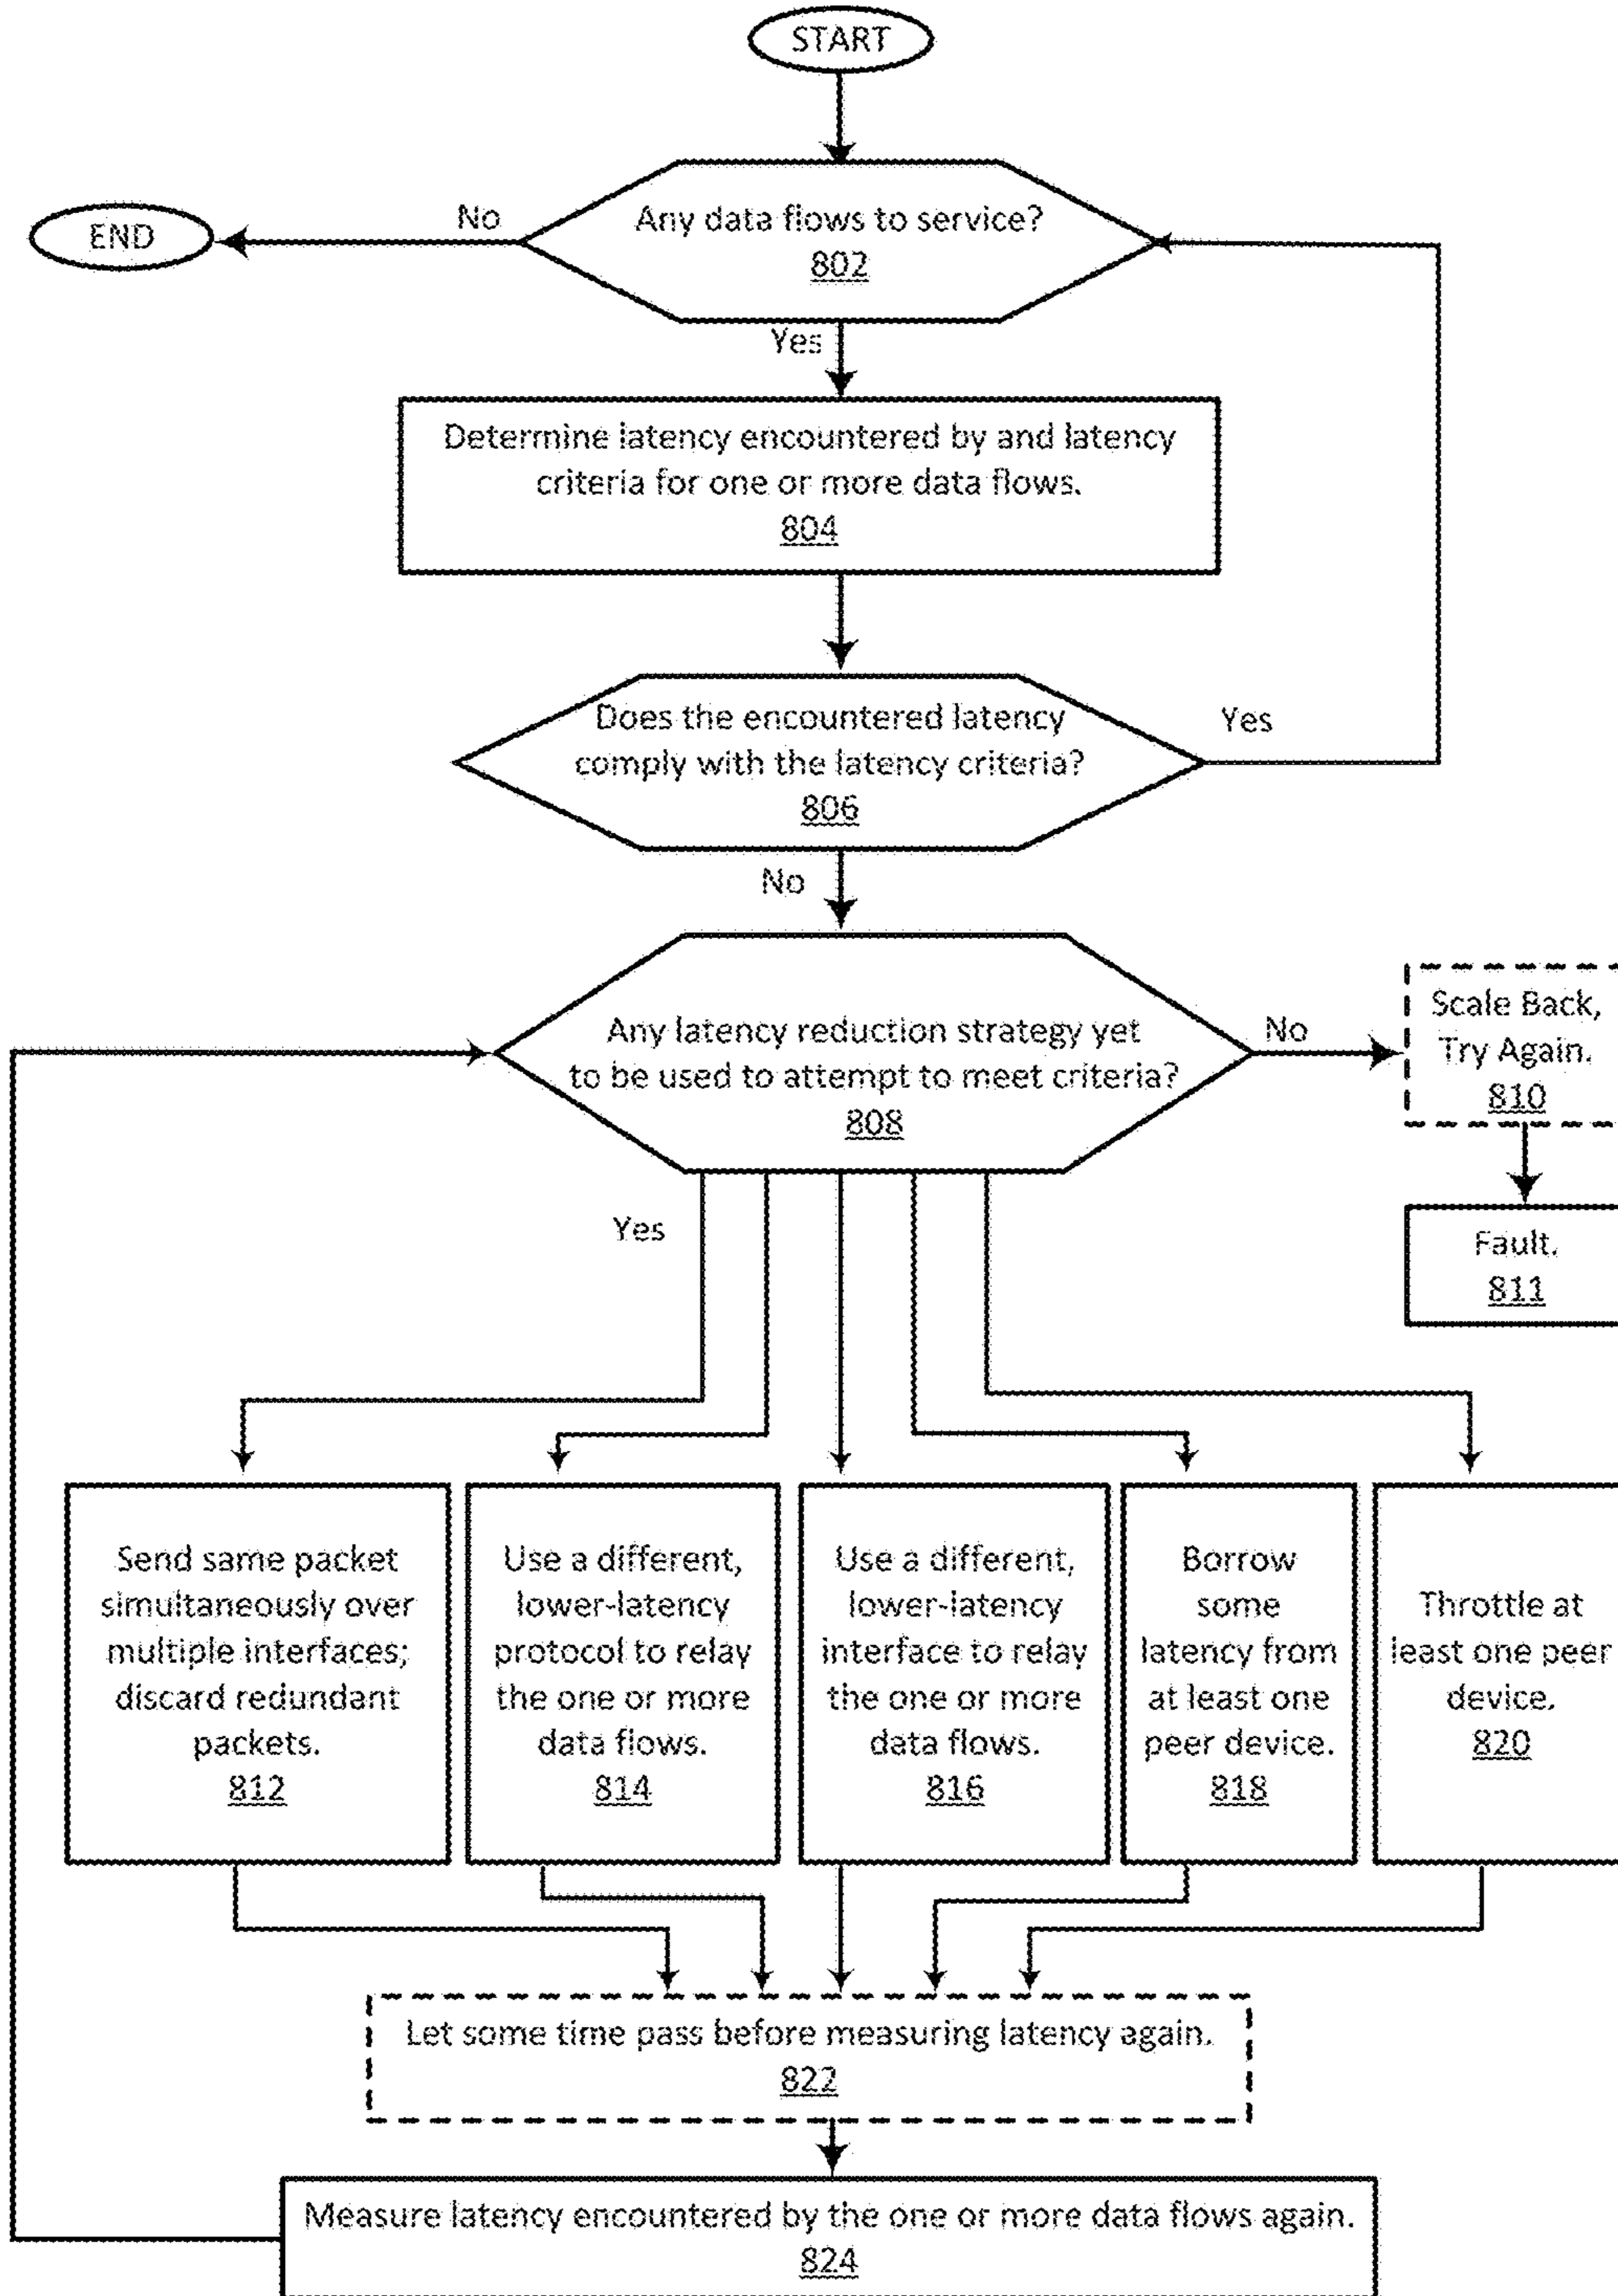 START
Any data flows to service?
802
No
END
Yes
Determine latency encountered by and latency
criteria for one or more data flows.
804
Does the encountered latency
comply with the latency criteria?
806
Yes
No
Any latency reduction strategy yet
to be used to attempt to meet criteria?
808
No
Scale Back,
Try Again.
810
Fault.
811
Yes
Send same packet
simultaneously over
multiple interfaces;
discard redundant
packets.
812
Use a different,
lower-latency
protocol to relay
the one or more
data flows.
814
Use a different,
lower-latency
interface to relay
the one or more
data flows.
816
Borrow
some
latency from
at least one
peer device.
818
Throttle at
least one peer
device.
820
Let some time pass before measuring latency again.
822
Measure latency encountered by the one or more data flows again.
824